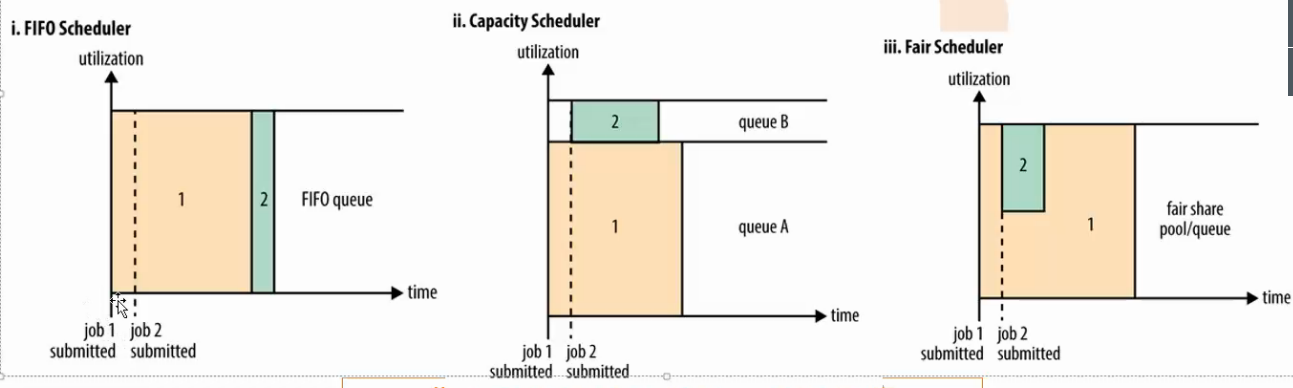 i. FIFO Scheduler
utilization
1
2
FIFO queue
time
job 1
submitted
job 2
submitted
ii. Capacity Scheduler
utilization
2
queue B
1
queue A
time
job 1
submitted
job 2
submitted
iii. Fair Scheduler
utilization
2
1
fair share
pool/queue
time
job 1
submitted
job 2
submitted